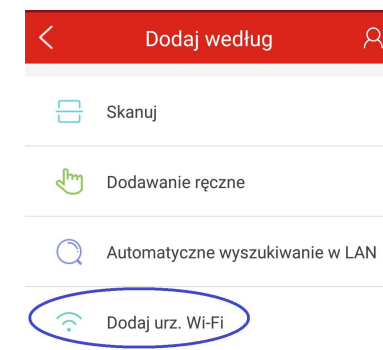 Dodaj według
Skanuj
Dodawanie ręczne
Automatyczne wyszukiwanie w LAN
Dodaj urz. Wi-Fi